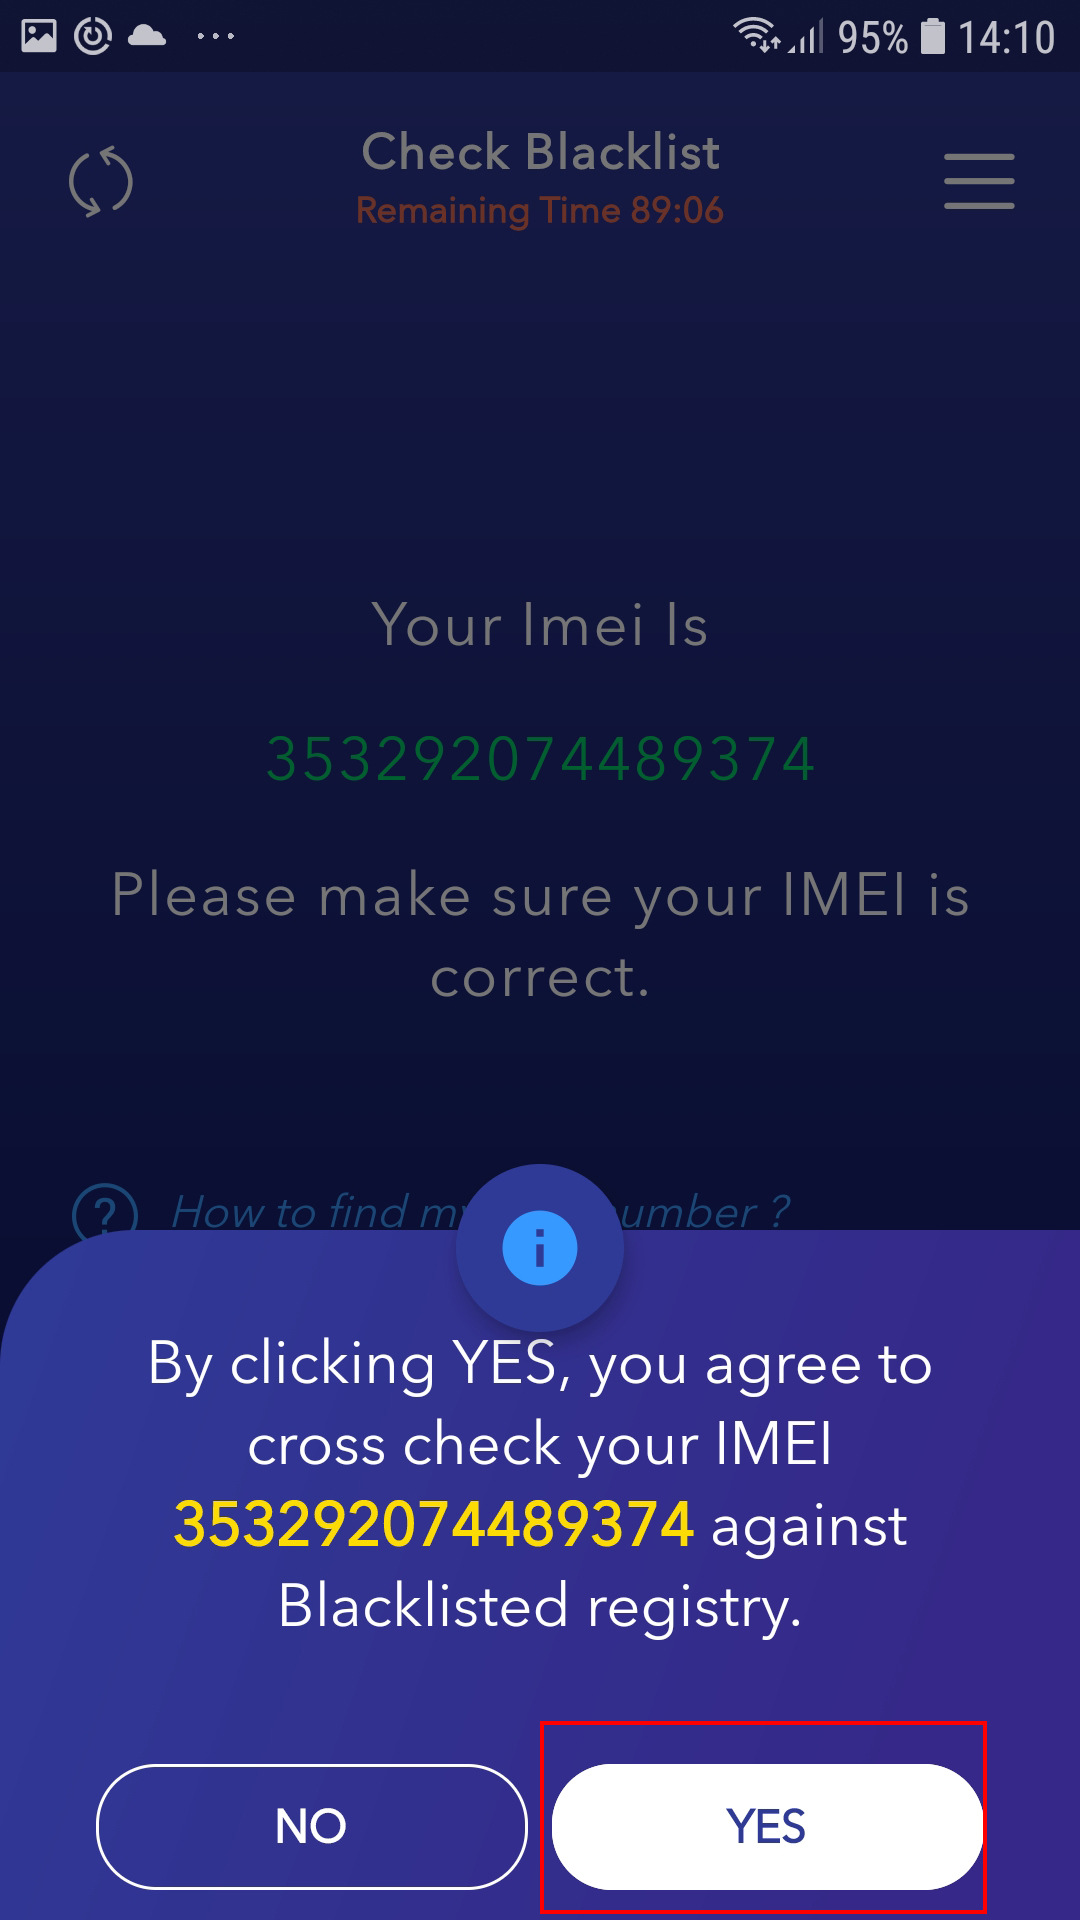 95% 14:10
Check Blacklist
Remaining Time 89:06
Your Imei Is
353292074489374
Please make sure your IMEI is
correct.
How to find my umber ?
By clicking YES, you agree to
cross check your IMEI
353292074489374 against
Blacklisted registry.
NO YES